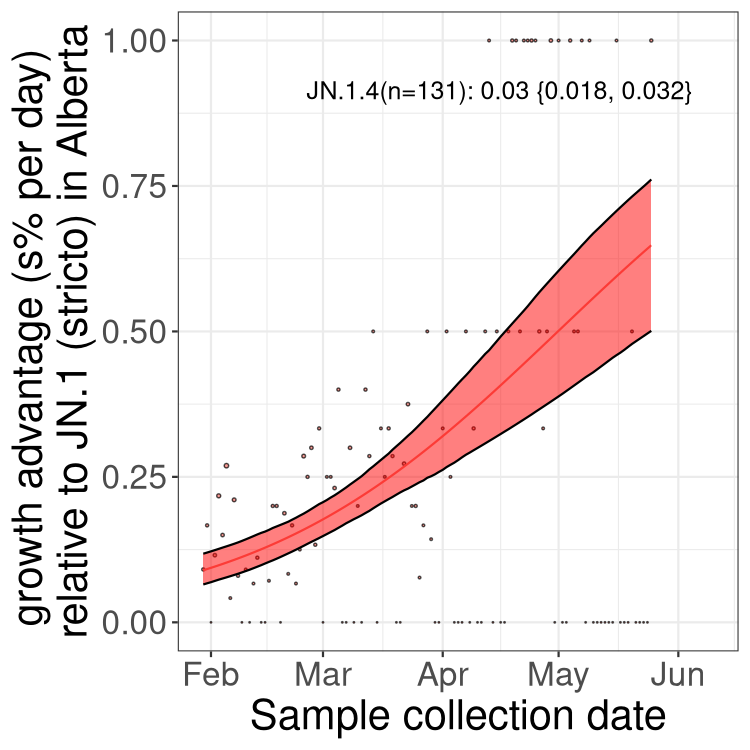 growth advantage (s% per day)
relative to JN.1 (stricto) in Alberta
1.00
0.75
0.50
0.25
0.00
JN.1.4(n=131): 0.03 {0.018, 0.032}
Feb Mar Apr May Jun
Sample collection date